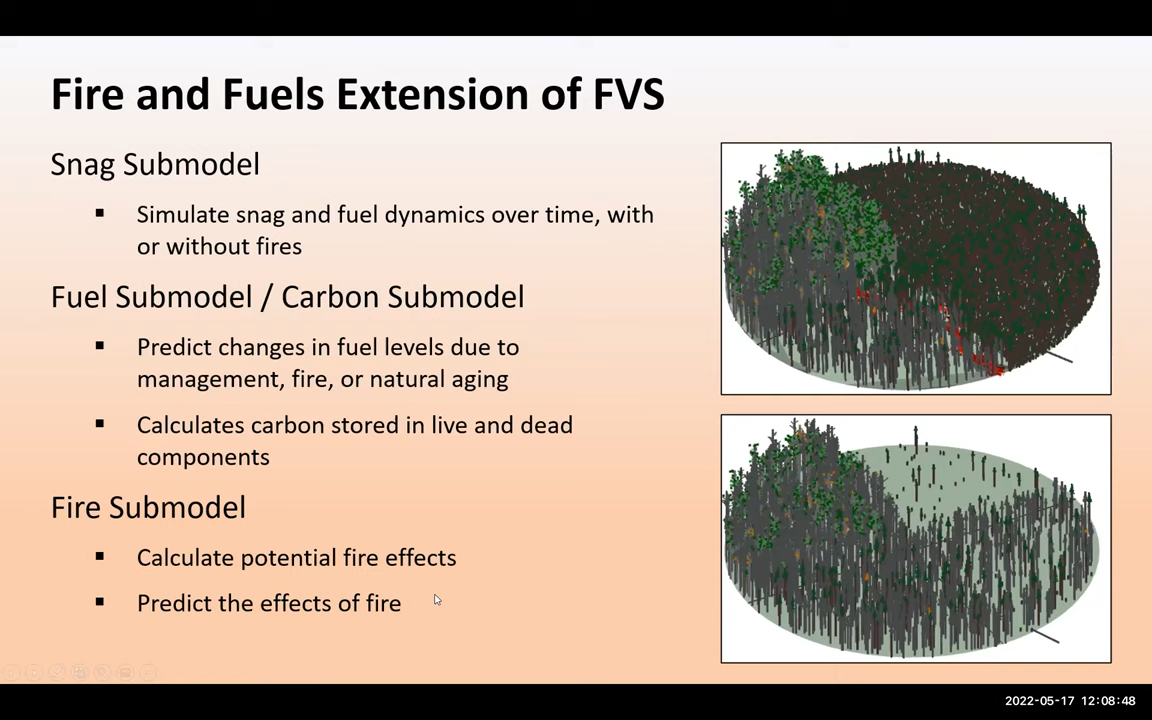 Fire and Fuels Extension of FVS
Snag Submodel
▪ Simulate snag and fuel dynamics over time, with
or without fires
Fuel Submodel / Carbon Submodel
▪ Predict changes in fuel levels due to
management, fire, or natural aging
▪ Calculates carbon stored in live and dead
components
Fire Submodel
▪ Calculate potential fire effects
▪ Predict the effects of fire
2022-05-17 12:08:48